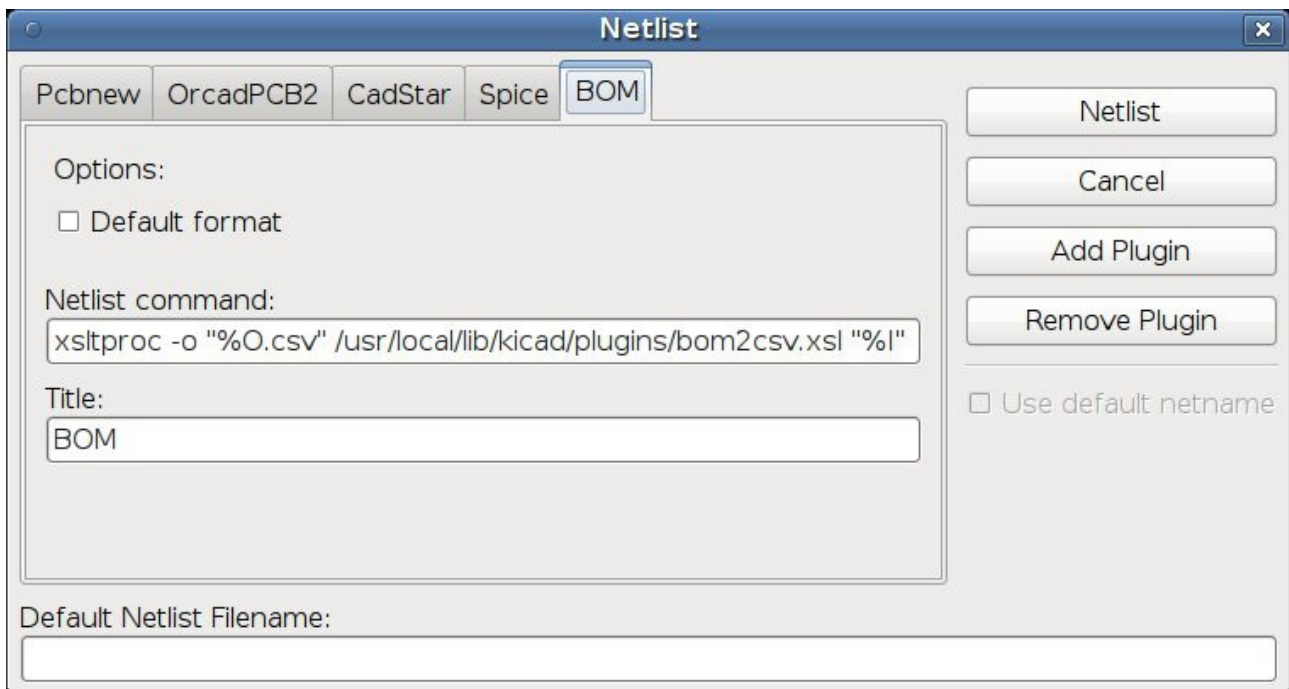 Netlist
Pcbnew OrcadPCB2 CadStar Spice BOM
Options:
Default format
Netlist command:
xsltproc -o "%O.csv" /usr/local/lib/kicad/plugins/bom2csv.xsl "%I"
Title:
BOM
Netlist
Cancel
Add Plugin
Remove Plugin
Use default netname
Default Netlist Filename: